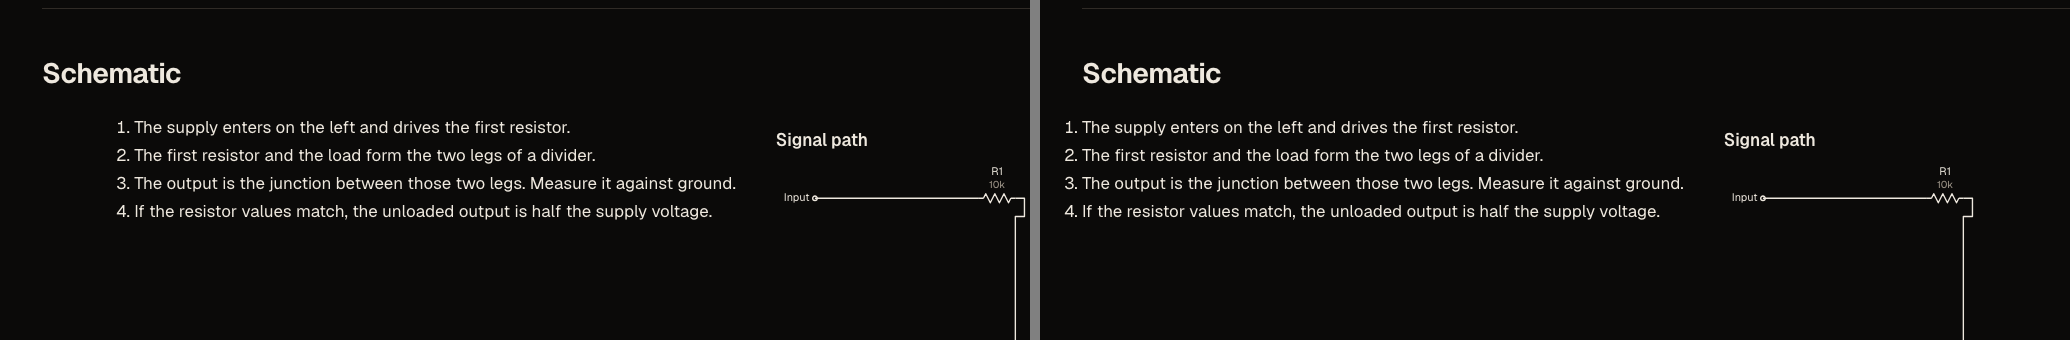 Schematic
1. The supply enters on the left and drives the first resistor.
2. The first resistor and the load form the two legs of a divider.
3. The output is the junction between those two legs. Measure it against ground.
4. If the resistor values match, the unloaded output is half the supply voltage.
Signal path
R1
10k
Input
Schematic
1. The supply enters on the left and drives the first resistor.
2. The first resistor and the load form the two legs of a divider.
3. The output is the junction between those two legs. Measure it against ground.
4. If the resistor values match, the unloaded output is half the supply voltage.
Signal path
R1
10k
Input